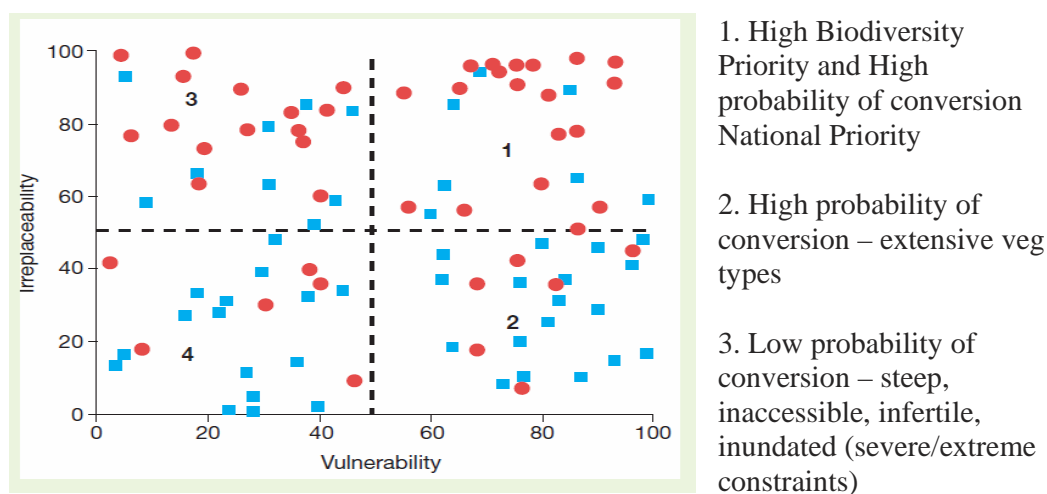 100
80
60
40
20
0
0
20
40
60
80
100
Irreplaceability
Vulnerability
3
1
4
2
1. High Biodiversity
Priority and High
probability of conversion
National Priority
2. High probability of
conversion – extensive veg
types
3. Low probability of
conversion – steep,
inaccessible, infertile,
inundated (severe/extreme
constraints)